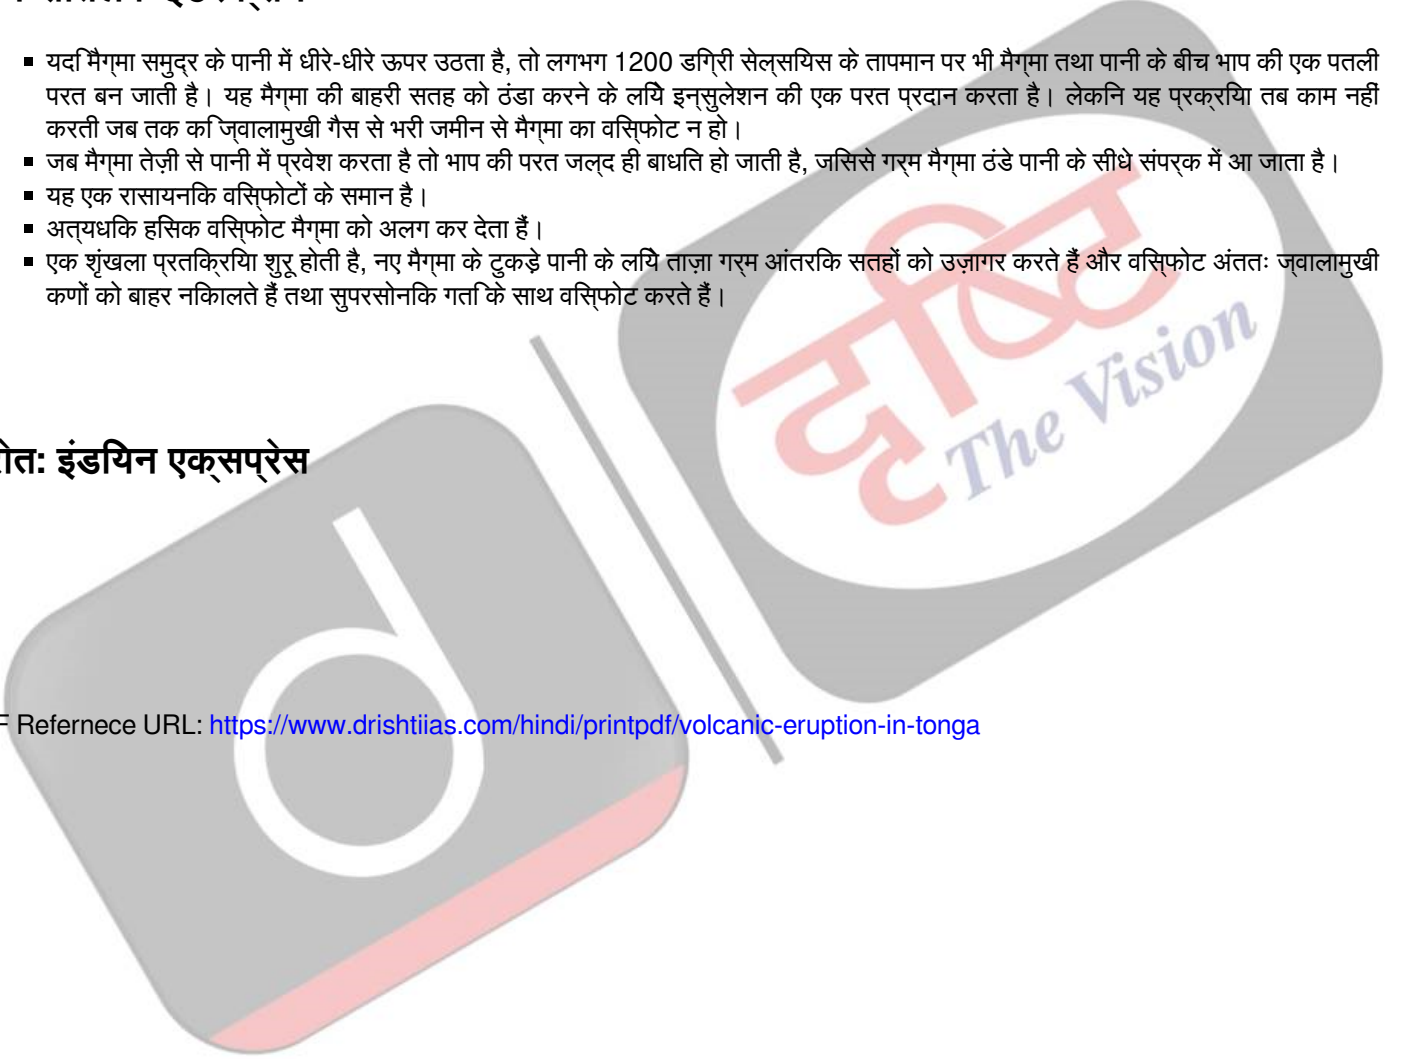 ▪ यदि मैग्मा समुद्र के पानी में धीरे-धीरे ऊपर उठता है, तो लगभग 1200 डिग्री सेल्सियस के तापमान पर भी मैग्मा तथा पानी के बीच भाप की एक पतली
परत बन जाती है। यह मैग्मा की बाहरी सतह को ठंडा करने के लिये इन्सुलेशन की एक परत प्रदान करता है। लेकिन यह प्रक्रिया तब काम नहीं
करती जब तक कि ज्वालामुखी गैस से भरी जमीन से मैग्मा का विस्फोट न हो।
▪ जब मैग्मा तेज़ी से पानी में प्रवेश करता है तो भाप की परत जल्द ही बाधित हो जाती है, जिससे गर्म मैग्मा ठंडे पानी के सीधे संपर्क में आ जाता है।
▪ यह एक रासायनिक विस्फोटों के समान है।
▪ अत्यधिक हिंसक विस्फोट मैग्मा को अलग कर देता हैं।
▪ एक शृंखला प्रतिक्रिया शुरू होती है, नए मैग्मा के टुकड़े पानी के लिये ताज़ा गर्म आंतरिक सतहों को उज़ागर करते हैं और विस्फोट अंततः ज्वालामुखी
कणों को बाहर निकालते हैं तथा सुपरसोनिक गति के साथ विस्फोट करते हैं।
दृष्टि
The Vision
इंडियन एक्सप्रेस
d
F Refernece URL: https://www.drishtiias.com/hindi/printpdf/volcanic-eruption-in-tonga